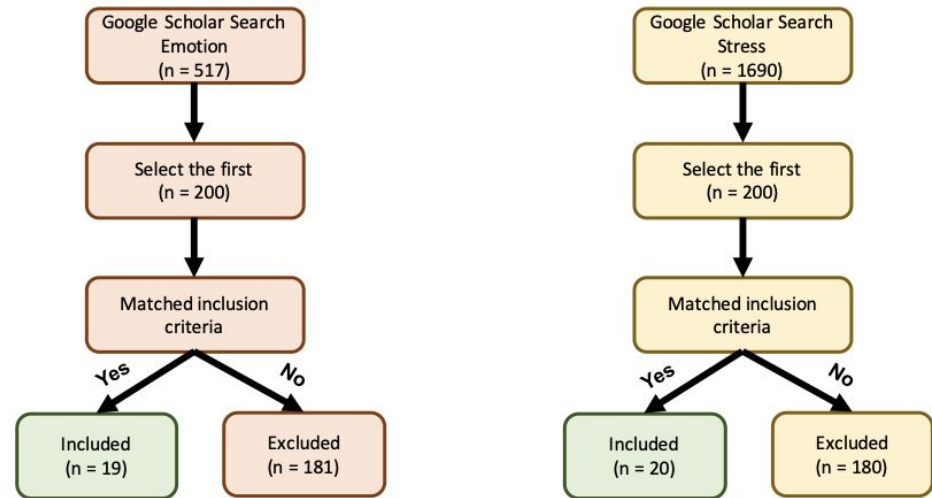 Google Scholar Search
Emotion
(n = 517)
Select the first
(n = 200)
Matched inclusion
criteria
Yes
No
Included
(n = 19)
Excluded
(n = 181)
Google Scholar Search
Stress
(n = 1690)
Select the first
(n = 200)
Matched inclusion
criteria
Yes
No
Included
(n = 20)
Excluded
(n = 180)